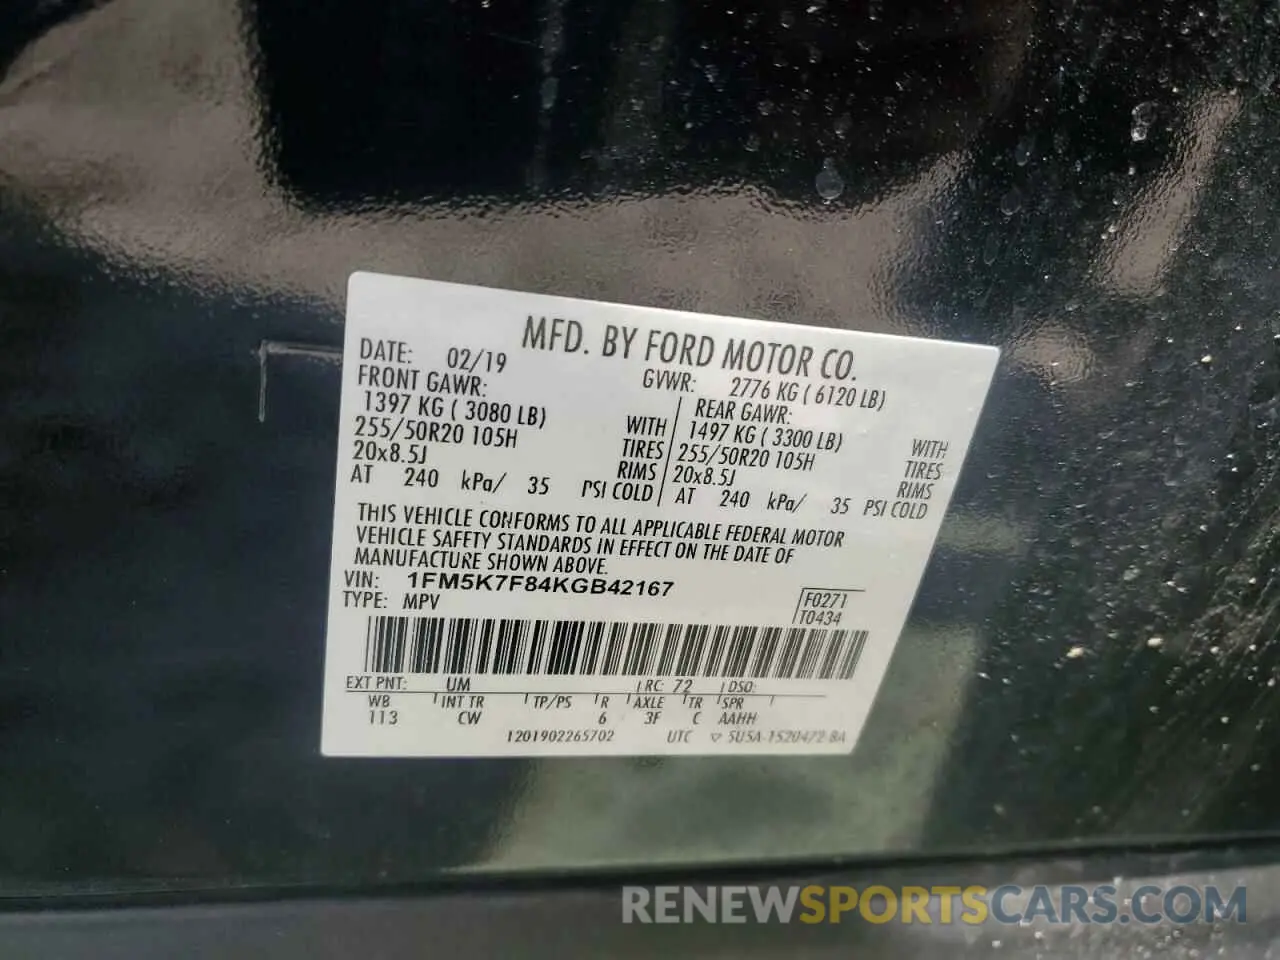 MFD. BY FORD MOTOR CO.
DATE: 02/19
GVWR: 2776 KG ( 6120 LB)
FRONT GAWR:
1397 KG ( 3080 LB)
255/50R20 105H
20x8.5J
AT 240 kPa/ 35 PSI COLD
WITH
TIRES
RIMS
REAR GAWR:
1497 KG ( 3300 LB)
255/50R20 105H
20x8.5J
AT 240 kPa/ 35 PSI COLD
WITH
TIRES
RIMS
THIS VEHICLE CONFORMS TO ALL APPLICABLE FEDERAL MOTOR
VEHICLE SAFETY STANDARDS IN EFFECT ON THE DATE OF
MANUFACTURE SHOWN ABOVE.
VIN: 1FM5K7F84KGB42167
TYPE: MPV
F0271
T0434
EXT PNT: UM RC: 72 DSO:
WB INT TR TP/PS R AXLE TR SPR
113 CW 6 3F C AAHH
1201902265702 UTC ▽ 5U5A-1520472-BA
RENEWSPORTSCARS.COM